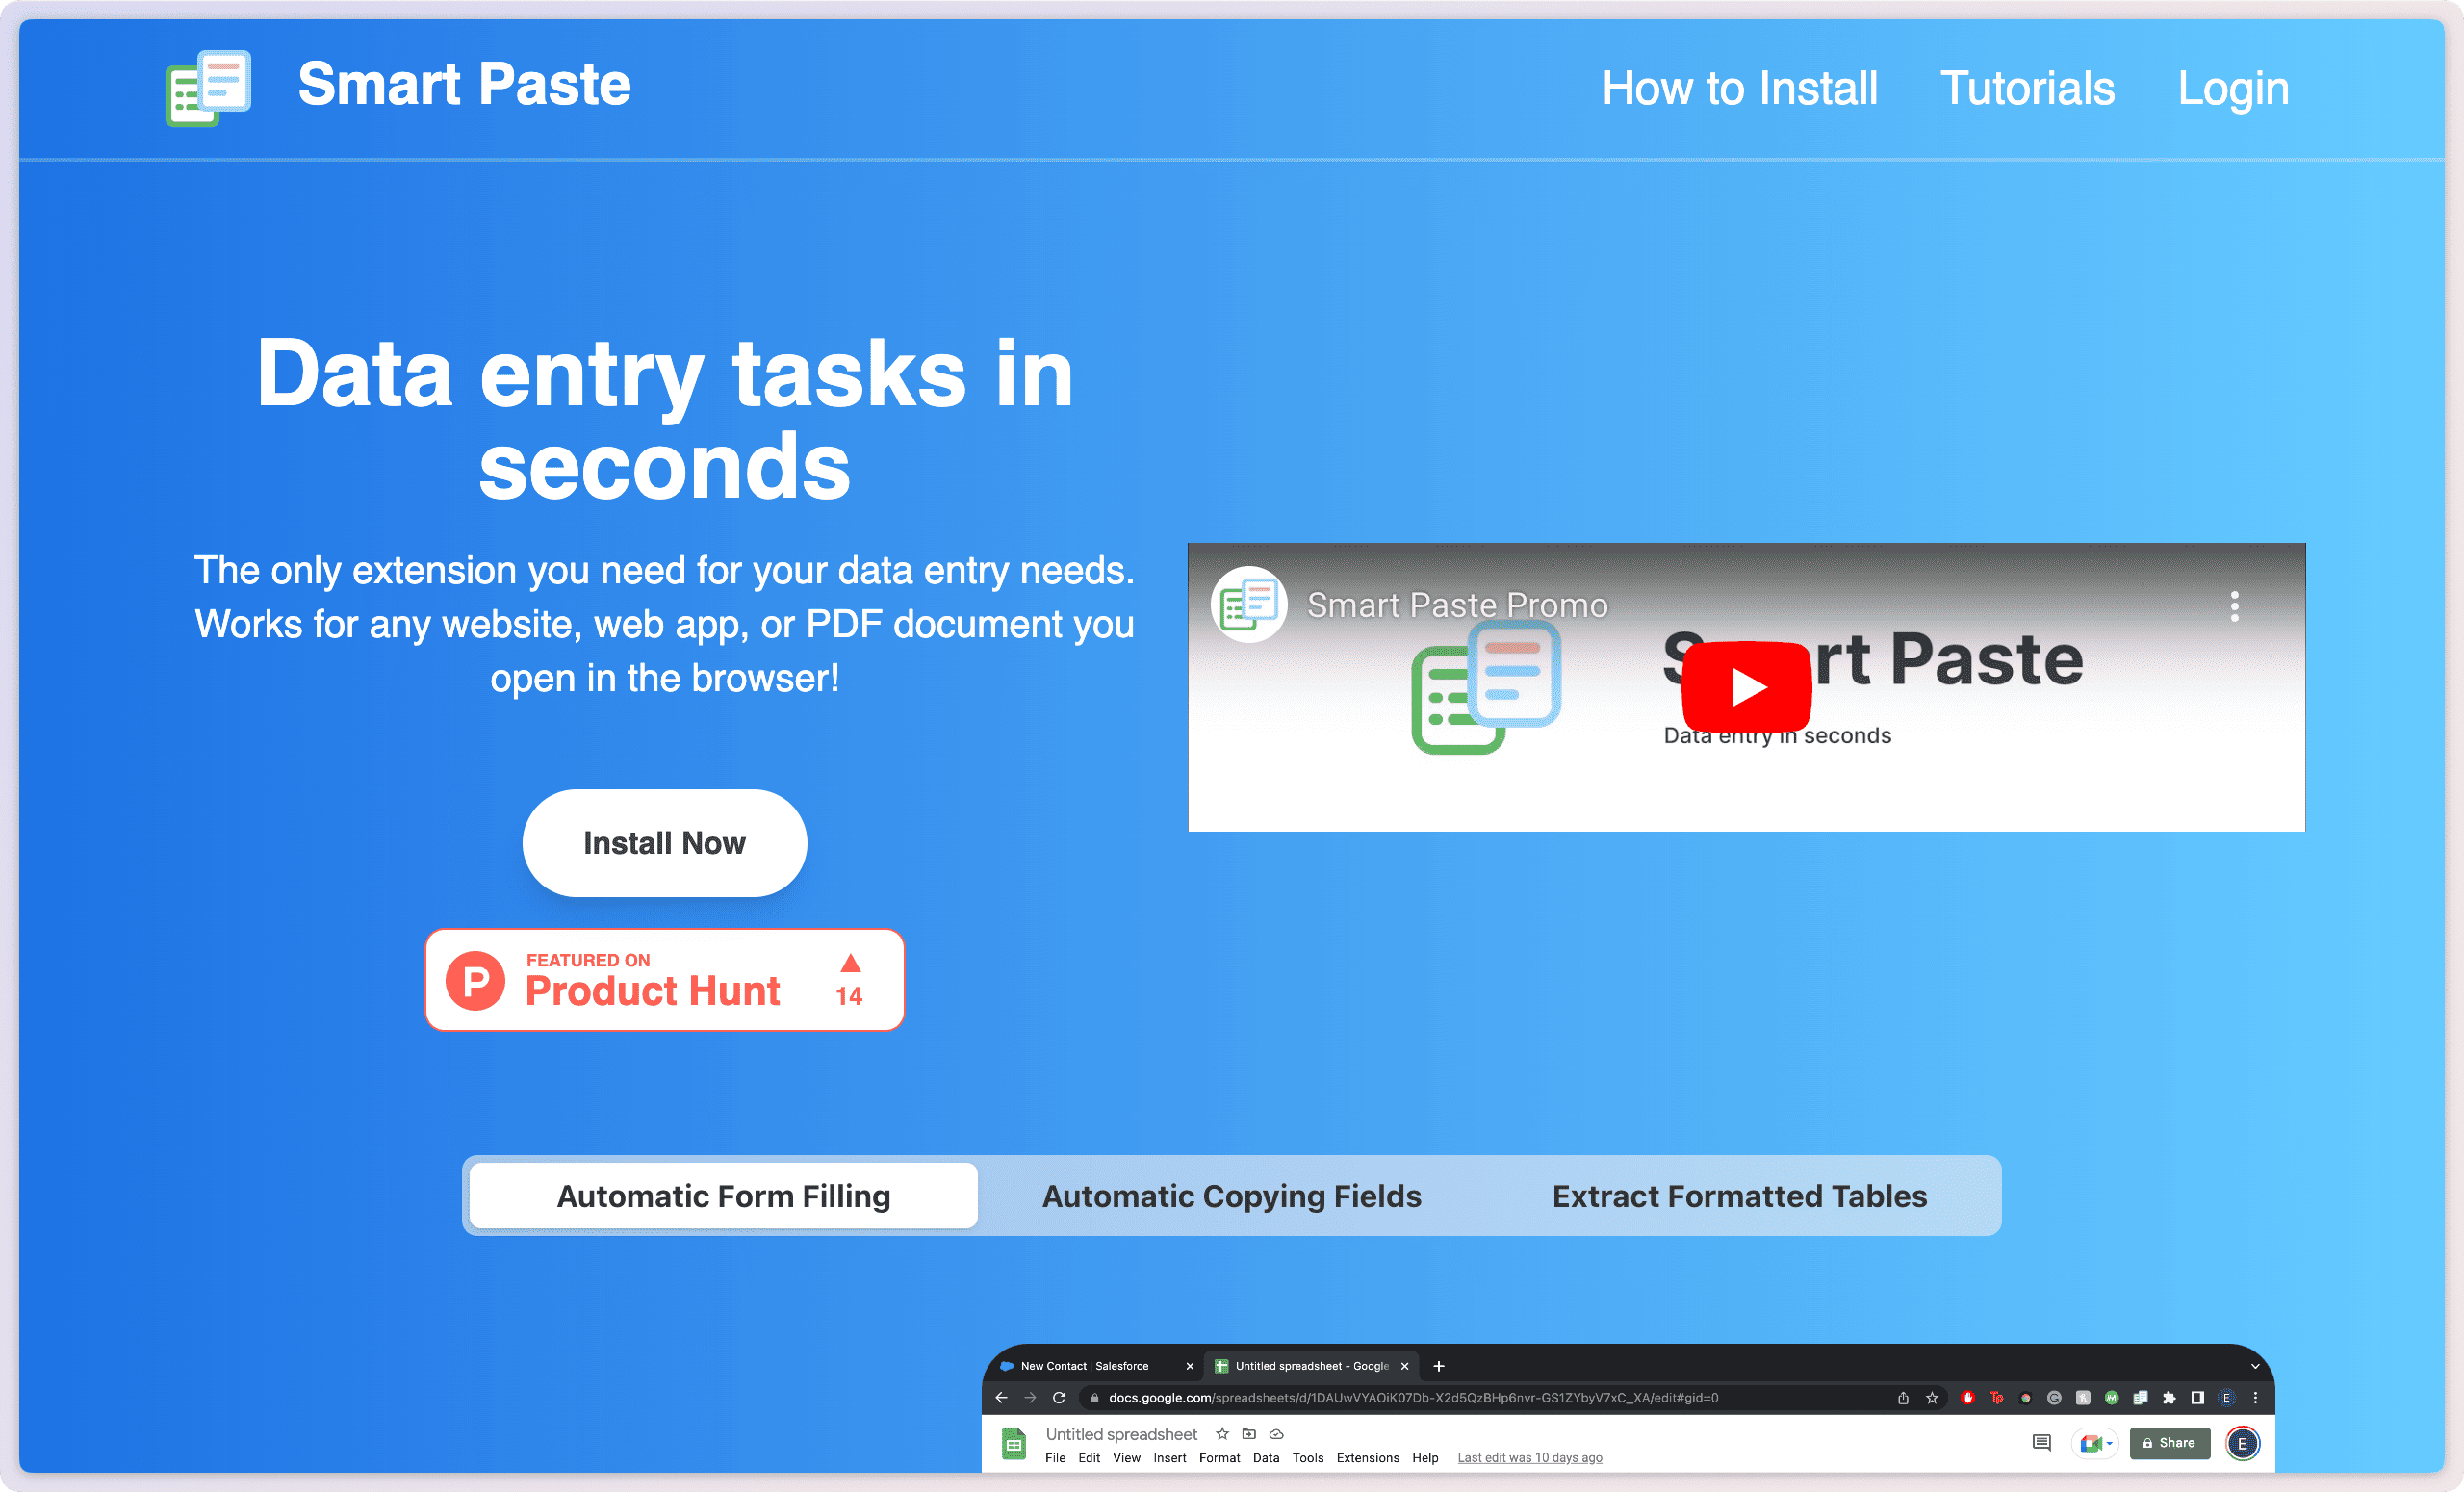 Smart Paste
How to Install
Tutorials
Login
Data entry tasks in
seconds
The only extension you need for your data entry needs.
Works for any website, web app, or PDF document you
open in the browser!
Smart Paste Promo
rt Paste
Data entry in seconds
Install Now
P
FEATURED ON
Product Hunt
14
Automatic Form Filling
Automatic Copying Fields
Extract Formatted Tables
New Contact | Salesforce
Untitled spreadsheet - Google
docs.google.com/spreadsheets/d/1DAUwVYAOiK07Db-X2d5QzBHp6nvr-GS1ZYbyV7xC_XA/edit#gid=0
Untitled spreadsheet
File Edit View Insert Format Data Tools Extensions Help Last edit was 10 days ago
Share
E